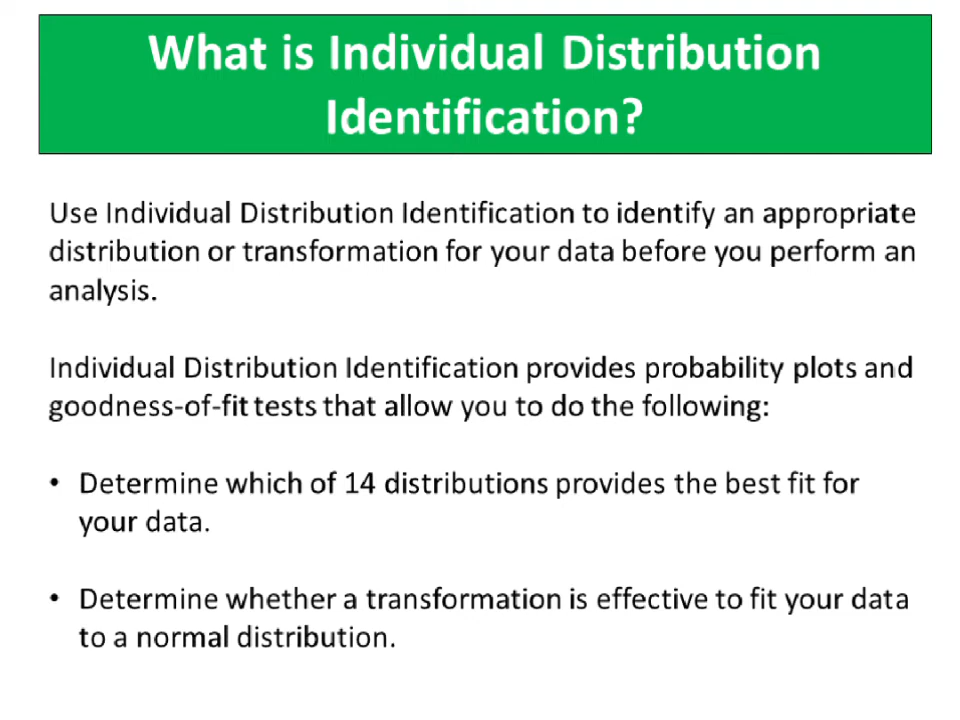 What is Individual Distribution
Identification?
Use Individual Distribution Identification to identify an appropriate
distribution or transformation for your data before you perform an
analysis.
Individual Distribution Identification provides probability plots and
goodness-of-fit tests that allow you to do the following:
• Determine which of 14 distributions provides the best fit for
your data.
• Determine whether a transformation is effective to fit your data
to a normal distribution.